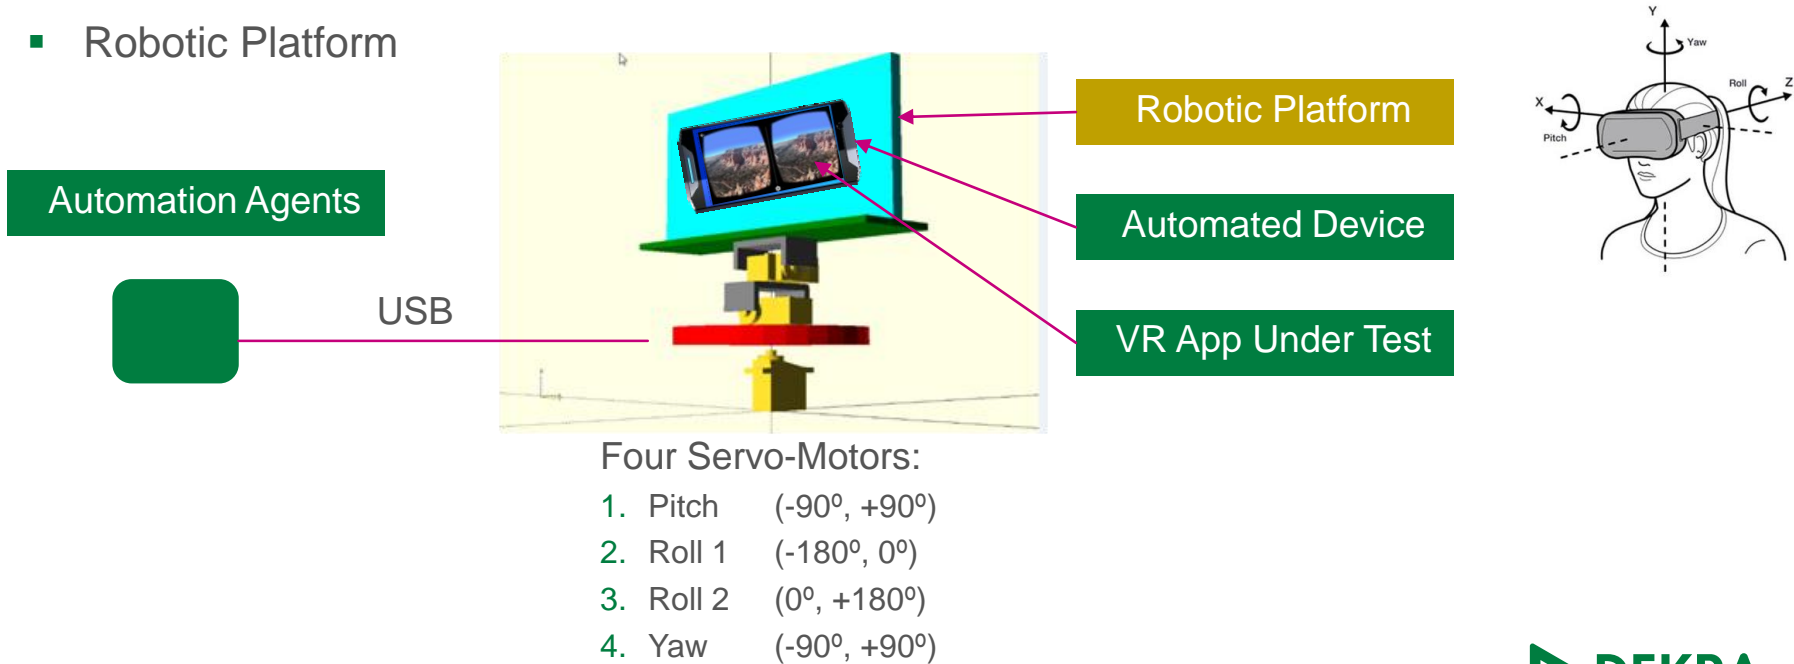 Robotic Platform
Automation Agents
USB
Robotic Platform
Automated Device
VR App Under Test
Y
Yaw
Roll
Z
X
Pitch
Four Servo-Motors:
1. Pitch (-90º, +90º)
2. Roll 1 (-180º, 0º)
3. Roll 2 (0º, +180º)
4. Yaw (-90º, +90º)
DEKRA